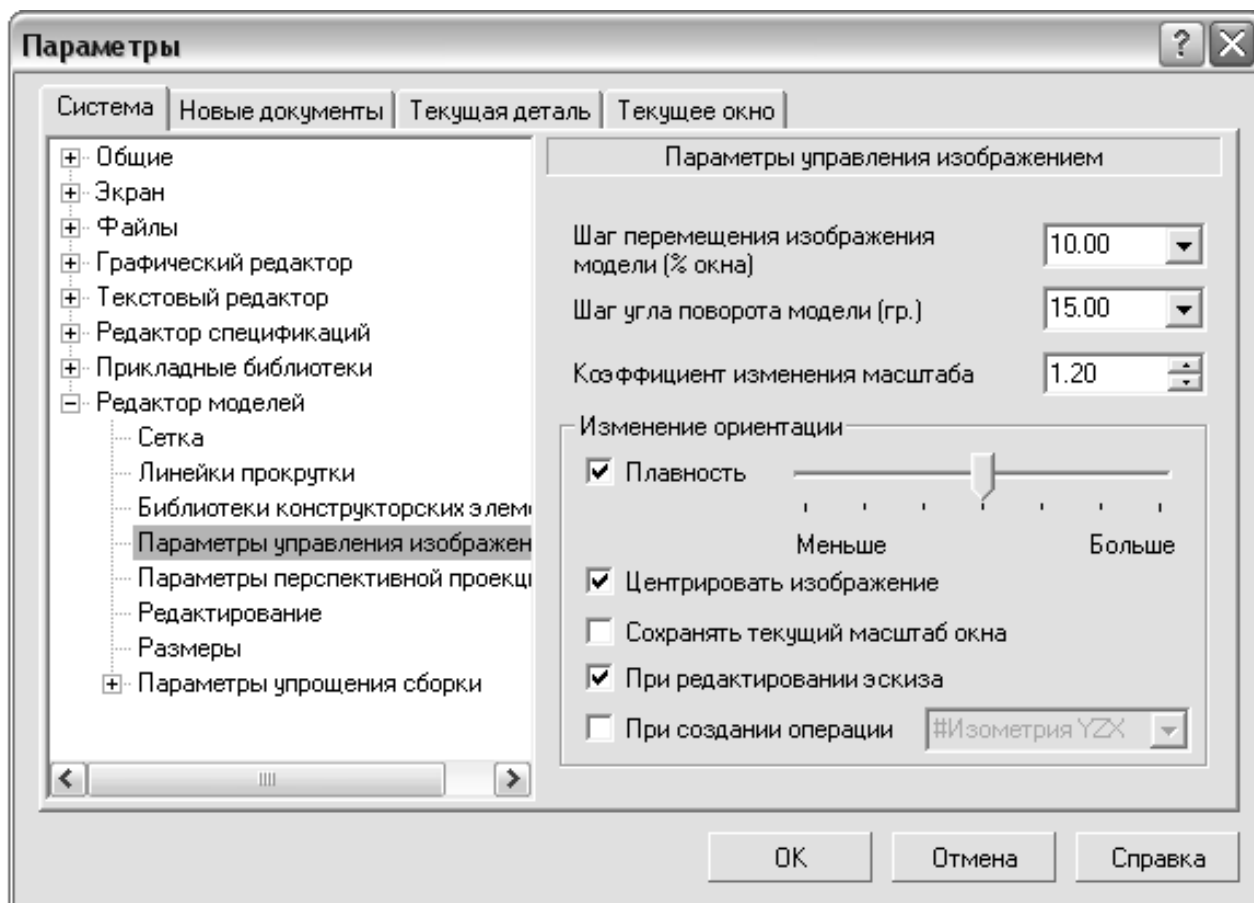 Параметры
Система
Новые документы
Текущая деталь
Текущее окно
Общие
Экран
Файлы
Графический редактор
Текстовый редактор
Редактор спецификаций
Прикладные библиотеки
Редактор моделей
Сетка
Линейки прокрутки
Библиотеки конструкторских элем
Параметры управления изображен
Параметры перспективной проекц
Редактирование
Размеры
Параметры упрощения сборки
Параметры управления изображением
Шаг перемещения изображения
модели (% окна)
10.00
Шаг угла поворота модели (гр.)
15.00
Коэффициент изменения масштаба
1.20
Изменение ориентации
Плавность
Меньше
Больше
Центрировать изображение
Сохранять текущий масштаб окна
При редактировании эскиза
При создании операции
#Изометрия YZX
OK
Отмена
Справка